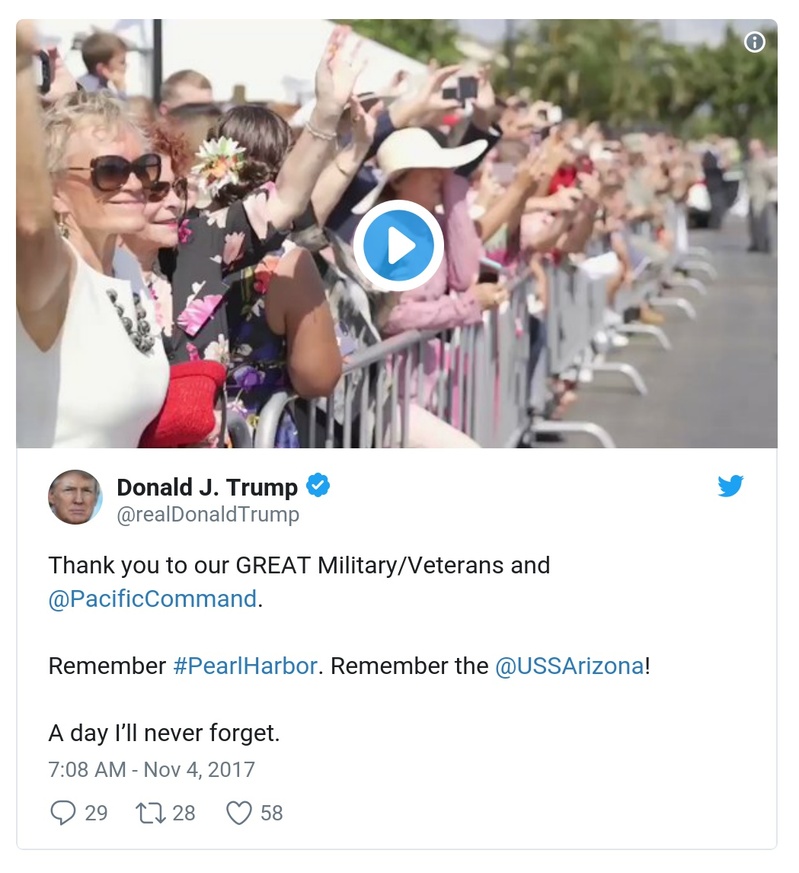 Donald J. Trump
@realDonaldTrump
Thank you to our GREAT Military/Veterans and
@PacificCommand.
Remember #PearlHarbor. Remember the @USSArizona!
A day I’ll never forget.
7:08 AM - Nov 4, 2017
29 28 58